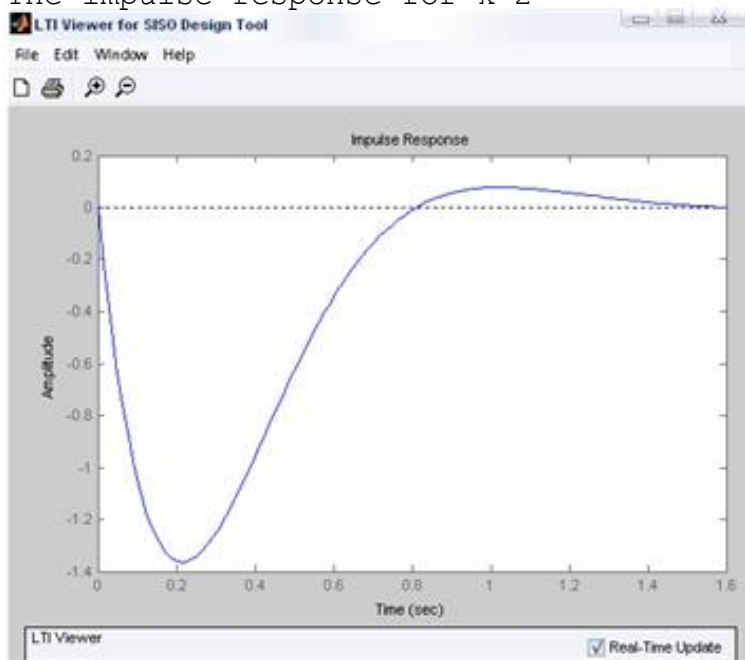 The impulse response for K=2
LTI Viewer for SISO Design Tool
File Edit Window Help
Impulse Response
0.2
0
-0.2
-0.4
-0.6
-0.8
-1
-1.2
-1.4
Amplitude
0 0.2 0.4 0.6 0.8 1 1.2 1.4 1.6
Time (sec)
LTI Viewer
Real-Time Update